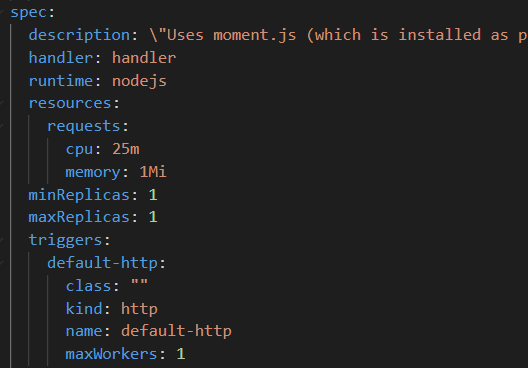 spec:
description: \"Uses moment.js (which is installed as p
handler: handler
runtime: nodejs
resources:
requests:
cpu: 25m
memory: 1Mi
minReplicas: 1
maxReplicas: 1
triggers:
default-http:
class: ""
kind: http
name: default-http
maxWorkers: 1